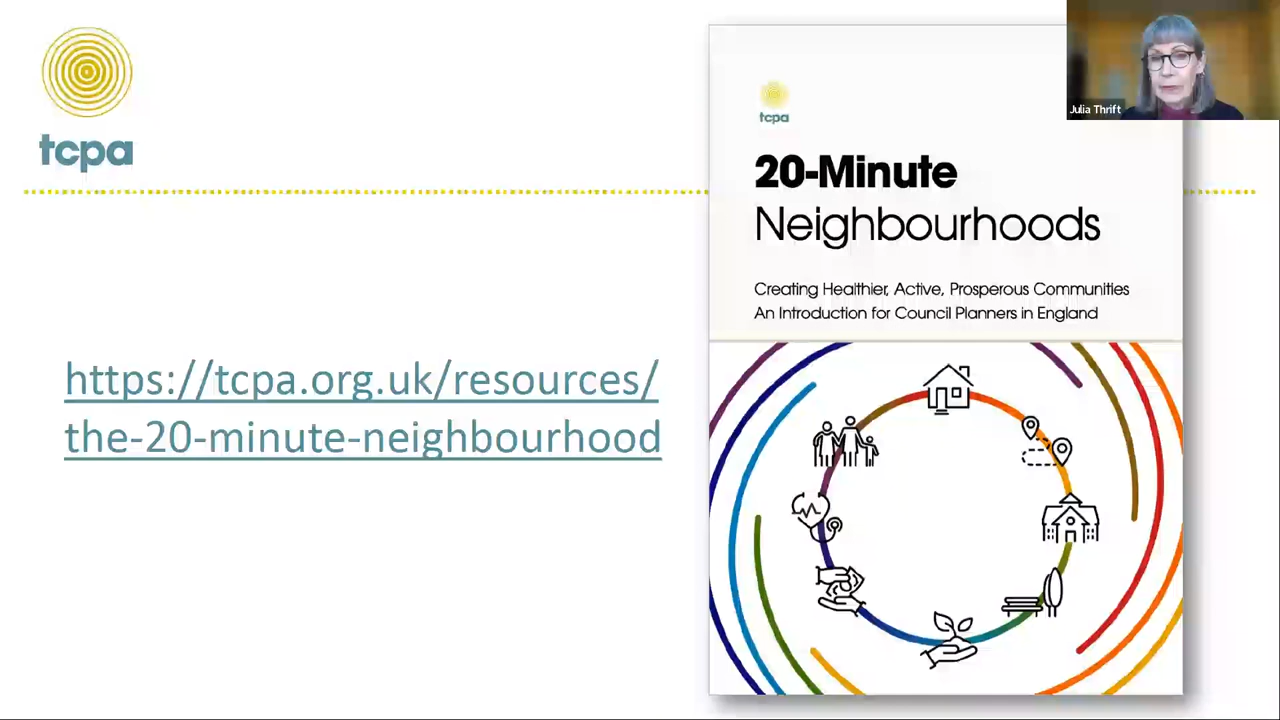 tcpa
https://tcpa.org.uk/resources/
the-20-minute-neighbourhood
tcpa
20-Minute
Neighbourhoods
Creating Healthier, Active, Prosperous Communities
An Introduction for Council Planners in England
Julia Thrift